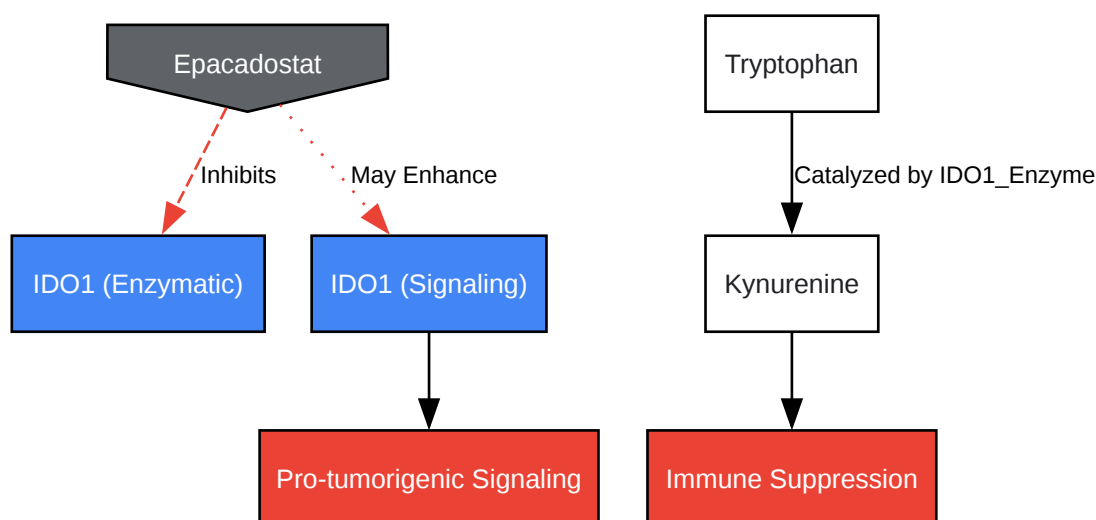 Epacadostat
Tryptophan
Inhibits
May Enhance
Catalyzed by IDO1_Enzyme
IDO1 (Enzymatic)
IDO1 (Signaling)
Kynurenine
Pro-tumorigenic Signaling
Immune Suppression